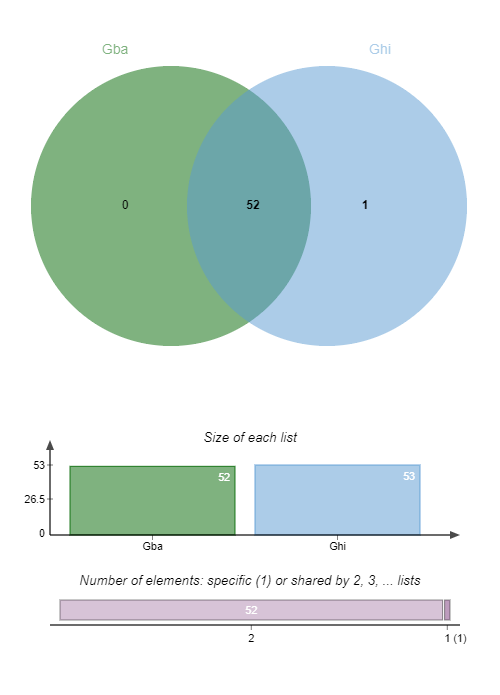 Gba Ghi
0 52 1
Size of each list
53
26.5
0
52 53
Gba Ghi
Number of elements: specific (1) or shared by 2, 3, ... lists
52
2 1 (1)